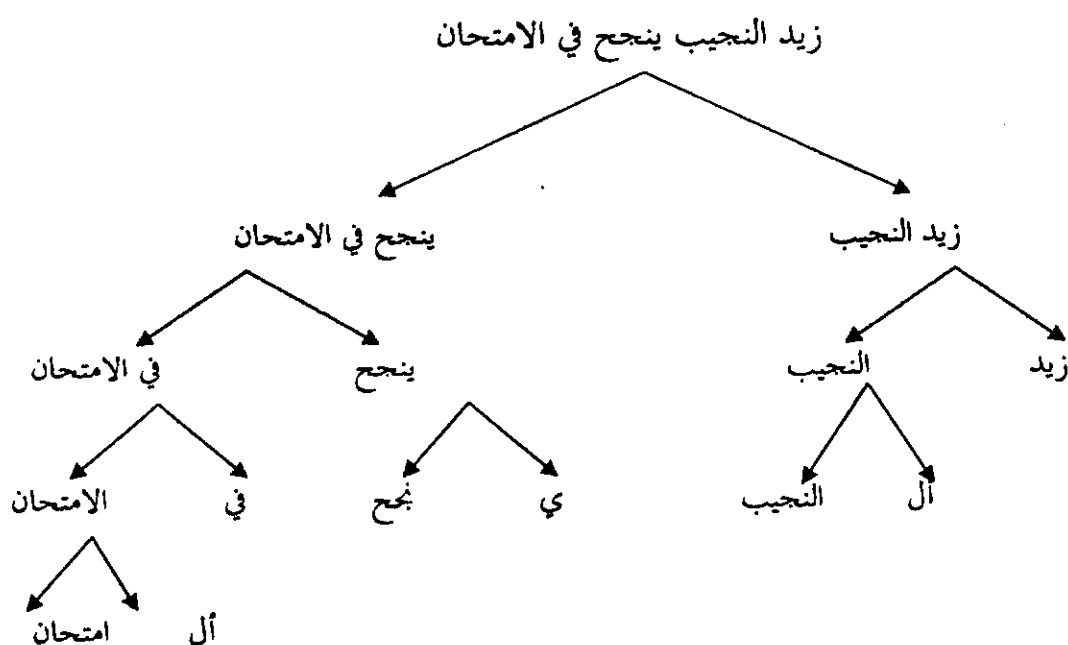 زيد النجيب ينجح في الامتحان
زيد النجيب
ينجح في الامتحان
زيد
النجيب
ينجح
في الامتحان
ال
النجيب
ي
نجح
في
الامتحان
أل
امتحان